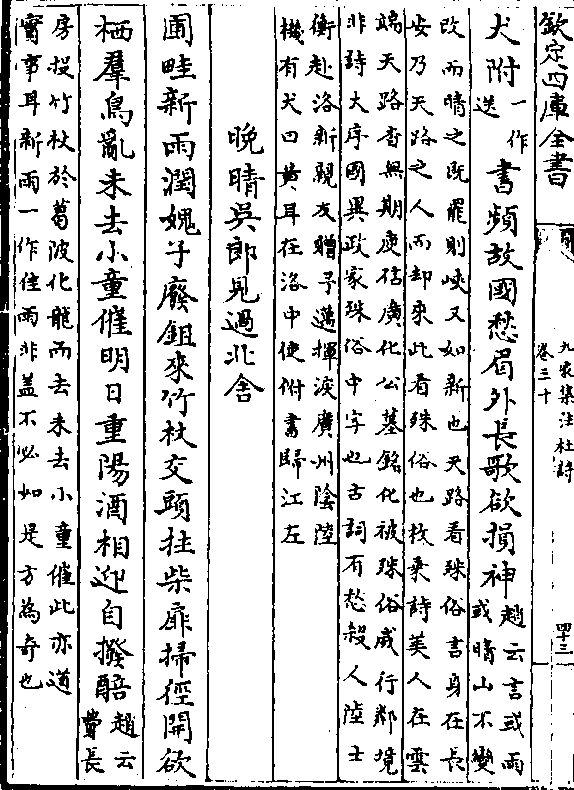 欽定四庫全書
九家集注杜詩
卷三十
四十三
犬附一作迭書頻故國愁眉外長歌欲損神趙云言或雨或晴山不變
改而晴之既罷則峽又如新也天路看殊俗言身在長
安乃天路之人而却來此看殊俗也枚乘詩美人在雲
端天路杳無期庾信廣化公墓銘化被殊俗威行鄰境
非詩大序國異政家殊俗中字也古詞有愁殺人陸士
衡赴洛新親友贈予邁揮淚廣州陰陸
機有犬曰黃耳在洛中使附書歸江左
晚晴吳郎見過北舍
圃畦新雨潤媿子廢鉏來竹杖交頭拄柴扉掃徑開欲
栖羣鳥亂未去小童催明日重陽酒相迎自撥醅趙云費長
房投竹杖於葛波化龍而去未去小童催此亦道
實事耳新雨一作佳雨非蓋不必如是方為奇也